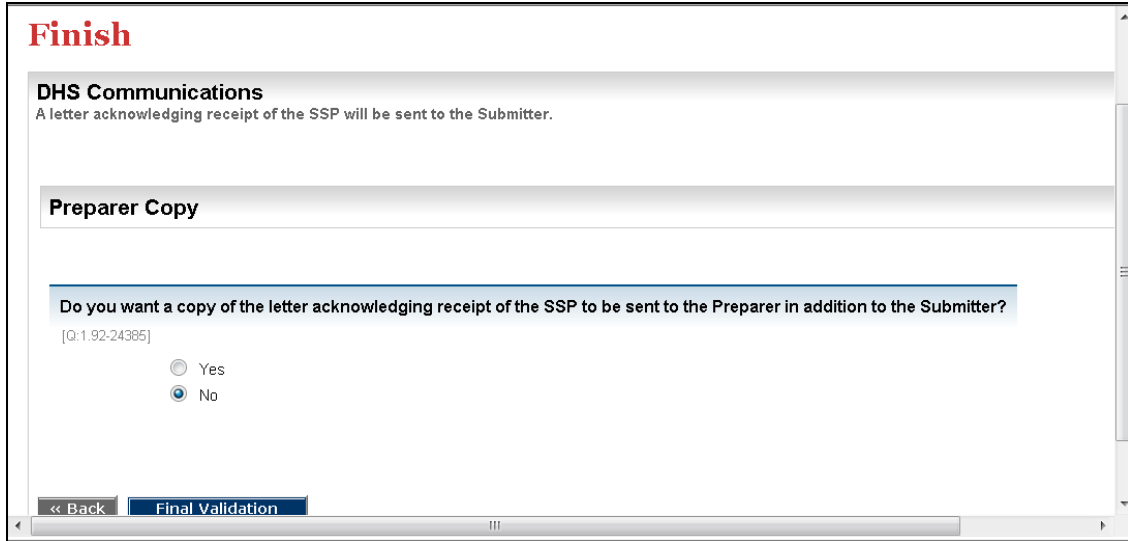 Finish
DHS Communications
A letter acknowledging receipt of the SSP will be sent to the Submitter.
Preparer Copy
Do you want a copy of the letter acknowledging receipt of the SSP to be sent to the Preparer in addition to the Submitter?
[Q:1.92-24385]
Yes
No
<< Back Final Validation